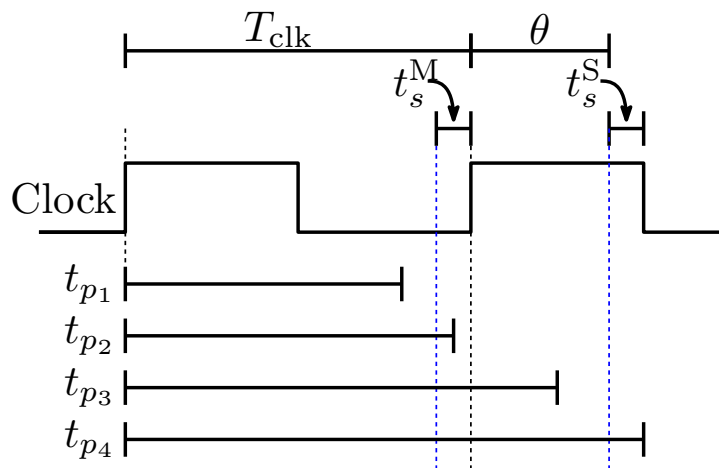 T_clk θ
t_s^M t_s^S
Clock
t_p₁
t_p₂
t_p₃
t_p₄